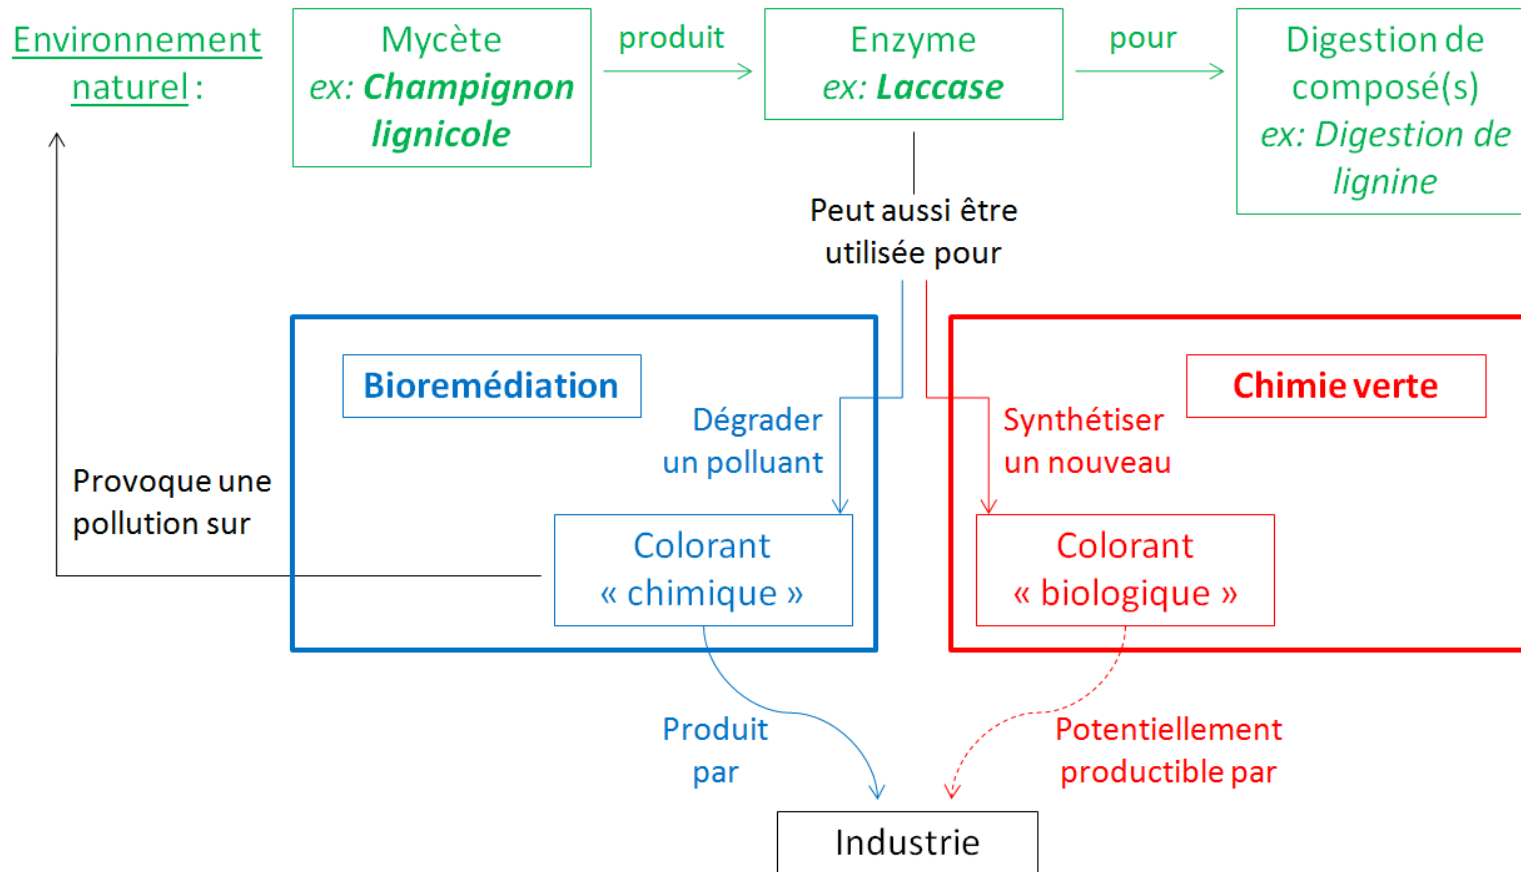 Environnement
naturel :
Mycète
ex: Champignon
lignicole
produit
Enzyme
ex: Laccase
pour
Digestion de
composé(s)
ex: Digestion de
lignine
Peut aussi être
utilisée pour
Bioremédiation
Chimie verte
Dégrader
un polluant
Synthétiser
un nouveau
Provoque une
pollution sur
Colorant
« chimique »
Colorant
« biologique »
Produit
par
Potentiellement
productible par
Industrie